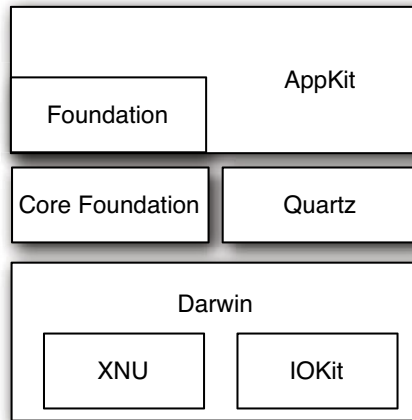 AppKit
Foundation
Core Foundation
Quartz
Darwin
XNU
IOKit